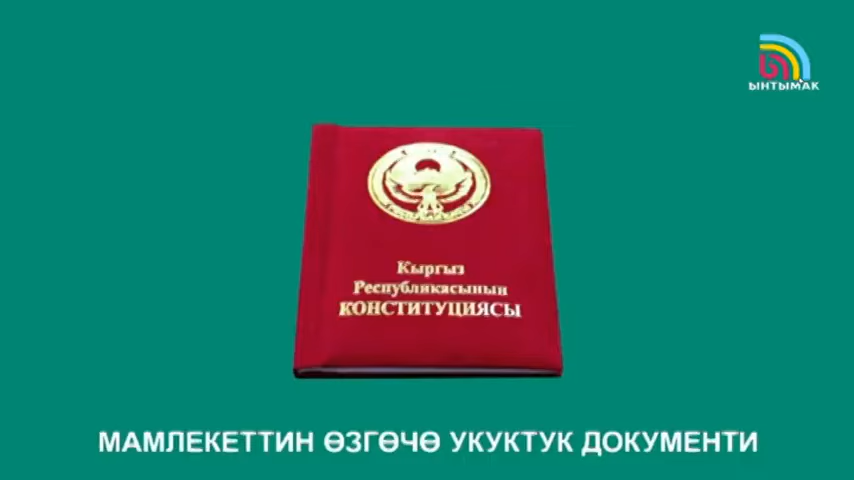 ЫНТЫМАК
Кыргыз
Республикасынын
КОНСТИТУЦИЯСЫ
МАМЛЕКЕТТИН ӨЗГӨЧӨ УКУКТУК ДОКУМЕНТИ